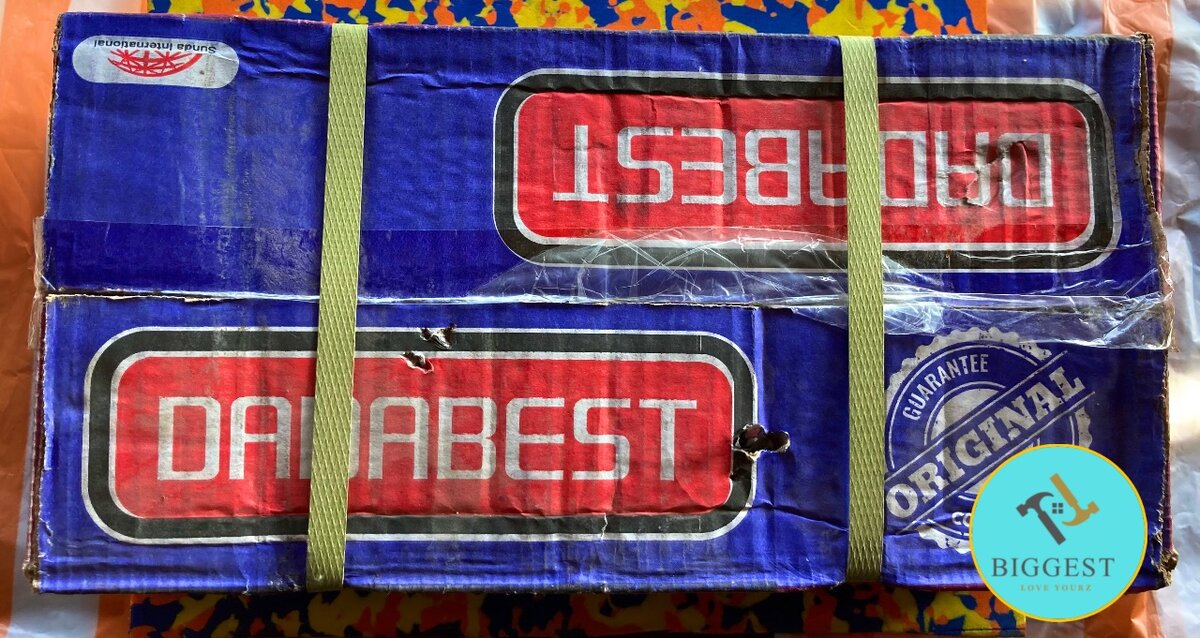 Sunda International
DADABEST
DADABEST
GUARANTEE
ORIGINAL
BIGGEST
LOVE YOURZ